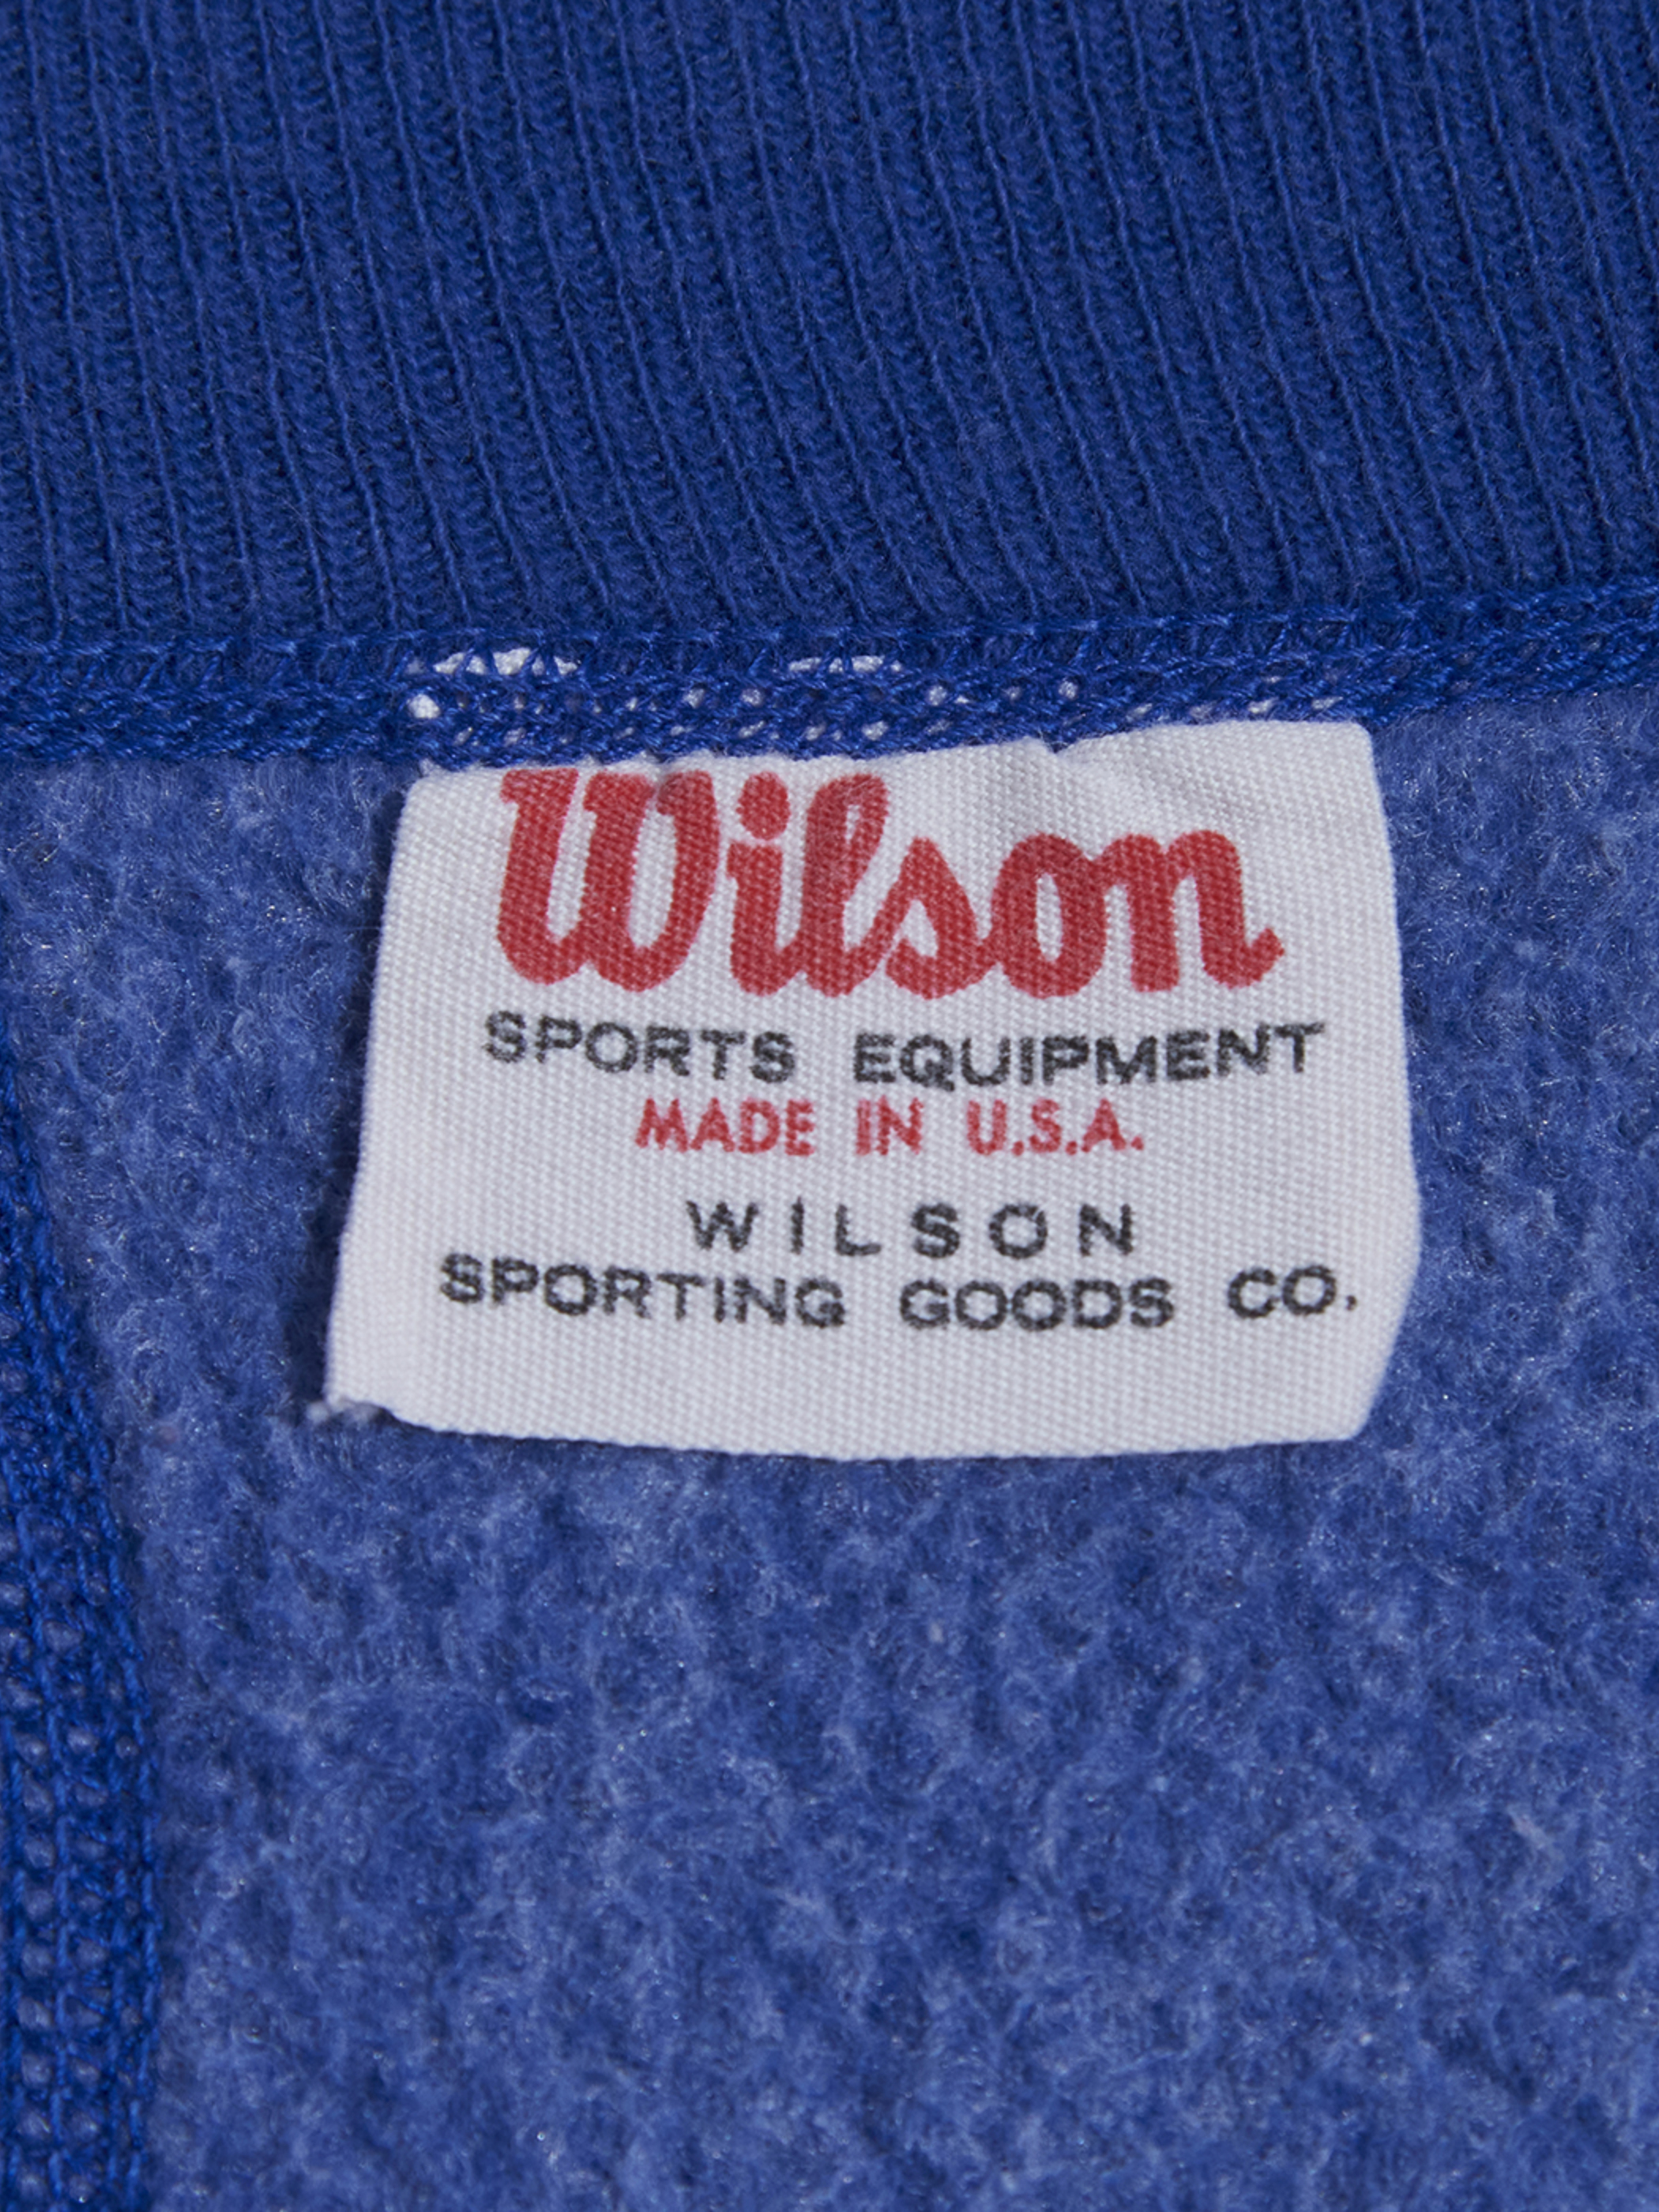 Wilson
SPORTS EQUIPMENT
MADE IN U.S.A.
WILSON
SPORTING GOODS CO.